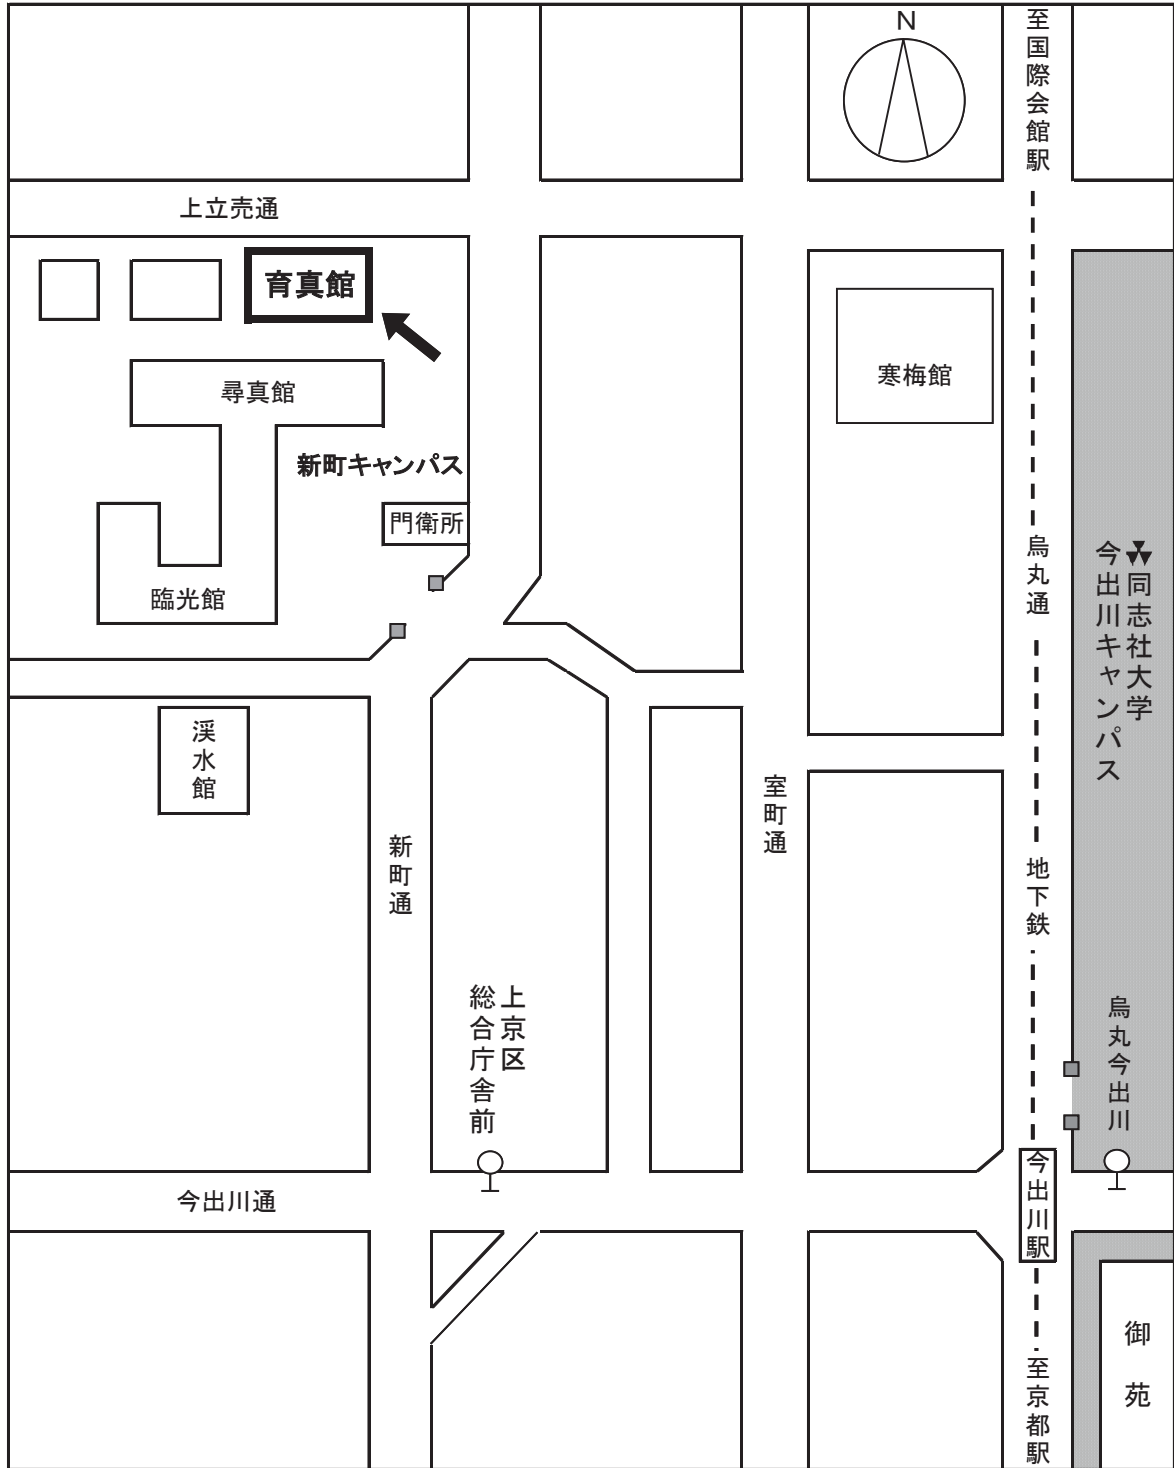 N
至国際会館駅
上立売通
育真館
尋真館
寒梅館
新町キャンパス
門衛所
臨光館
烏丸通
同志社大学
今出川キャンパス
渓水館
室町通
新町通
地下鉄
上京区
総合庁舎前
烏丸今出川
今出川通
今出川駅
御苑
至京都駅